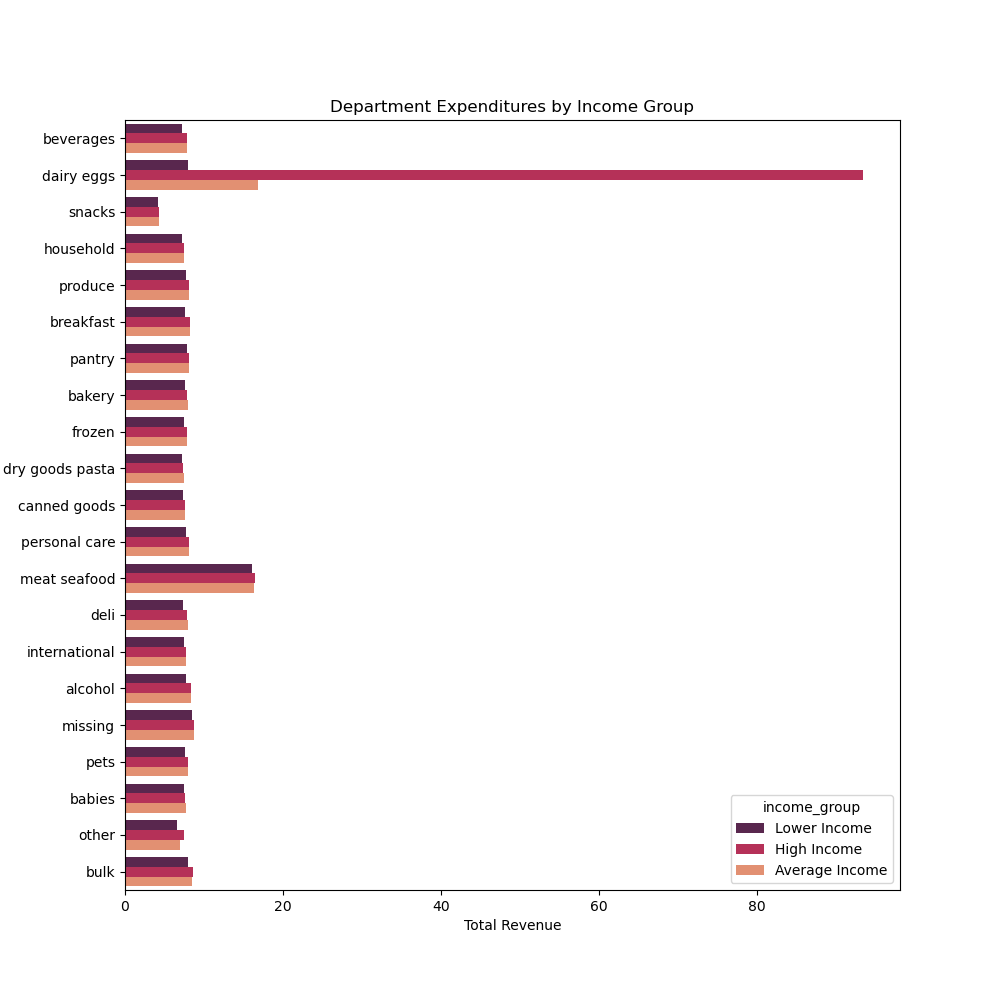 Department Expenditures by Income Group
beverages
dairy eggs
snacks
household
produce
breakfast
pantry
bakery
frozen
dry goods pasta
canned goods
personal care
meat seafood
deli
international
alcohol
missing
pets
babies
other
bulk
income_group
Lower Income
High Income
Average Income
0 20 40 60 80
Total Revenue